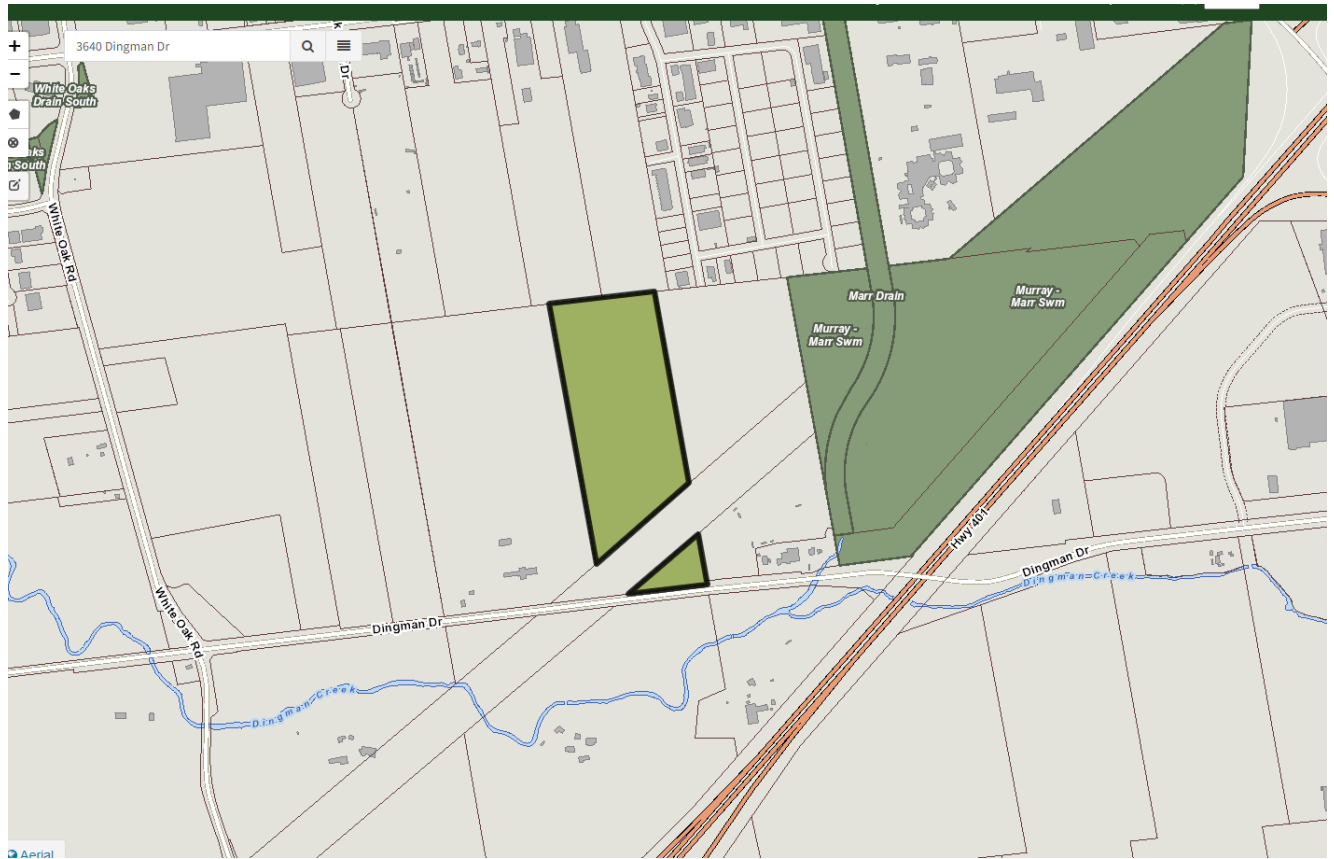 +
3640 Dingman Dr
−
Dr
White Oaks
Drain South
South
White Oak Rd
Marr Drain
Murray -
Marr Swm
Murray -
Marr Swm
Hwy 401
Dingman Dr
Dingman Creek
White Oak Rd
Dingman Dr
Dingman Creek
Aerial